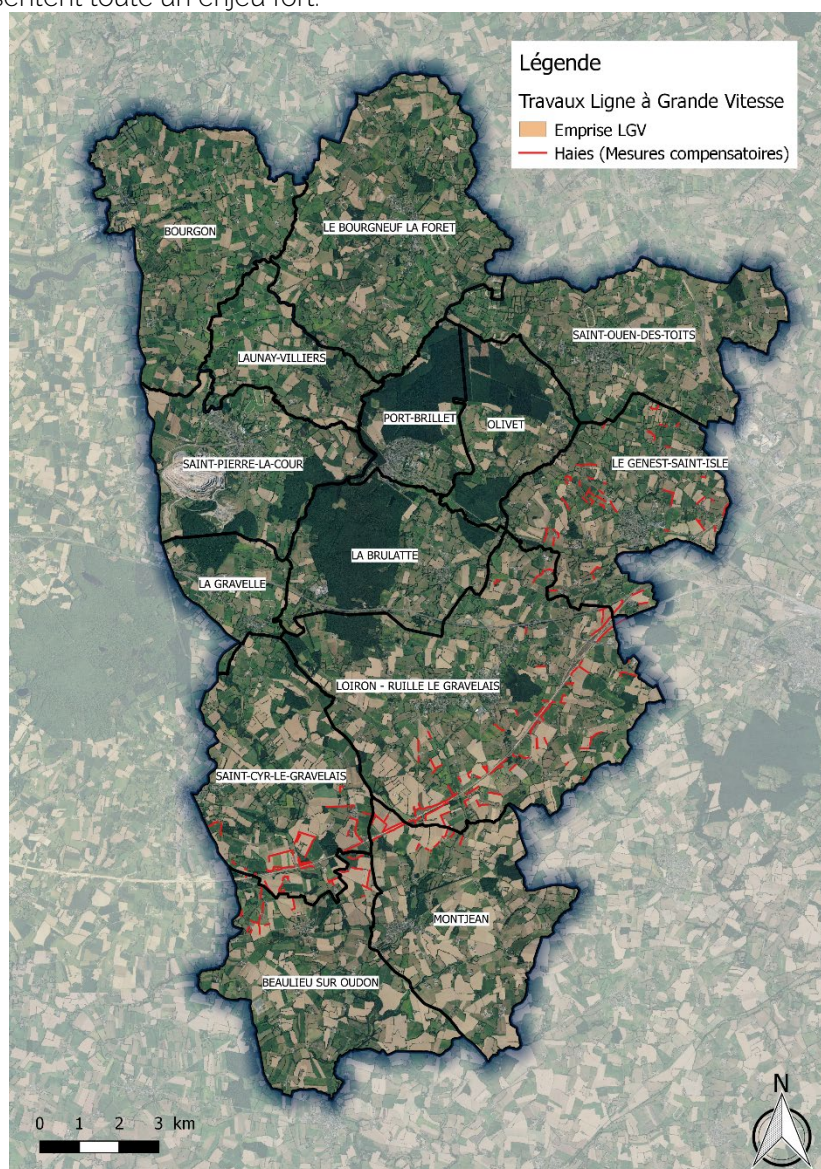 sentent toute un enjeu fort.
Légende
Travaux Ligne à Grande Vitesse
Emprise LGV
Haies (Mesures compensatoires)
BOURGON
LE BOURGNEUF LA FORET
SAINT-OUEN-DES-TOITS
LAUNAY-VILLIERS
PORT-BRILLET
OLIVET
SAINT-PIERRE-LA-COUR
LE GENEST-SAINT-ISLE
LA BRULATTE
LA GRAVELLE
LOIRON - RUILLE LE GRAVELAIS
SAINT-CYR-LE-GRAVELAIS
MONTJEAN
BEAULIEU SUR OUDON
N
0 1 2 3 km